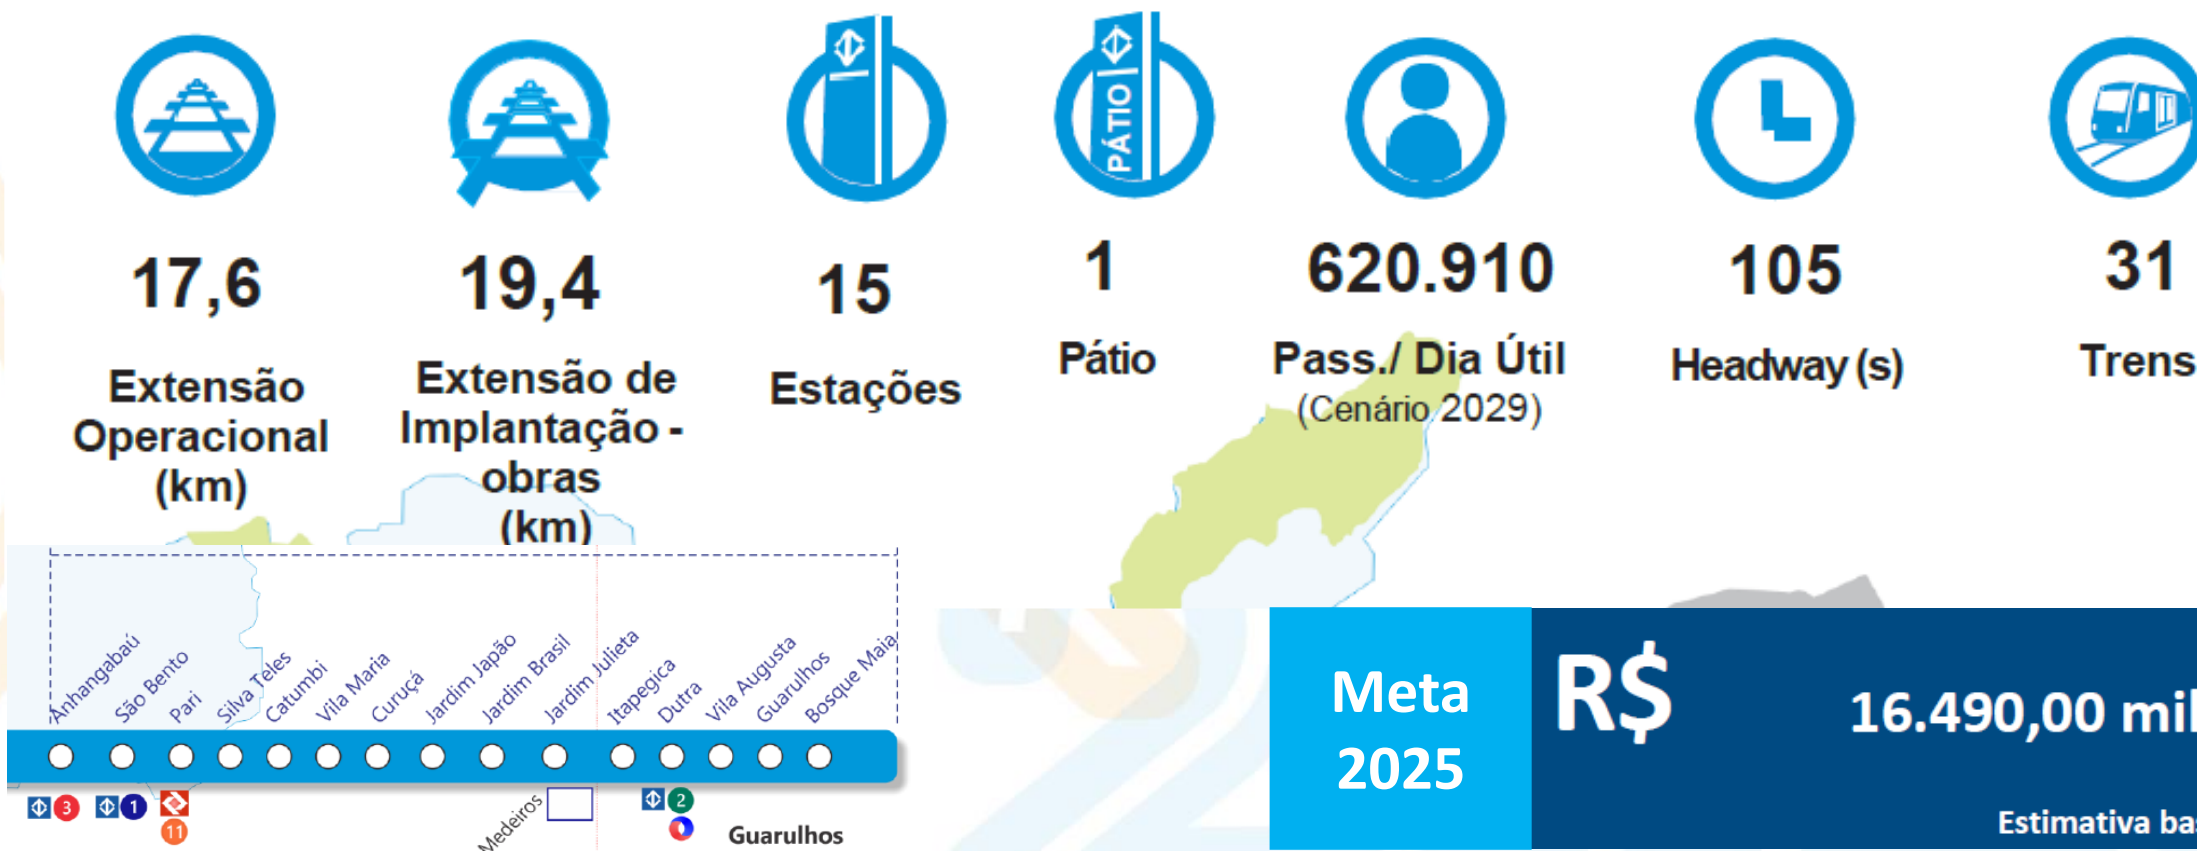 PÁTIO
17,6
Extensão
Operacional
(km)
19,4
Extensão de
Implantação -
obras
(km)
15
Estações
1
Pátio
620.910
Pass./ Dia Útil
(Cenário 2029)
105
Headway (s)
31
Trens
Anhangabaú
São Bento
Pari
Silva Teles
Catumbi
Vila Maria
Curuçá
Jardim Japão
Jardim Brasil
Jardim Julieta
Itapegica
Dutra
Vila Augusta
Guarulhos
Bosque Maia
3
1
11
Medeiros
2
Guarulhos
Meta
2025
R$
16.490,00 mil
Estimativa bas